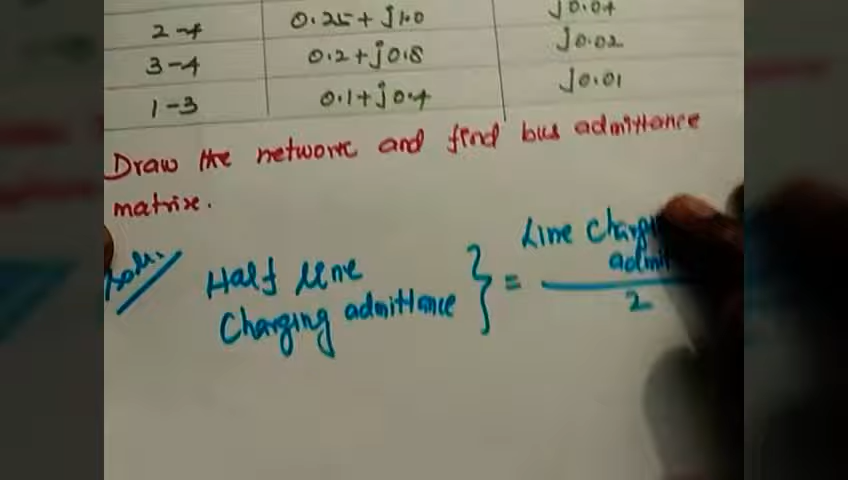 2-4 0.25+j1.0 j0.04
3-4 0.2+j0.8 j0.02
1-3 0.1+j0.4 j0.01
Draw the network and find bus admittance
matrix.
Soln.
Half line Charging admittance } = Line Charg
admit
2